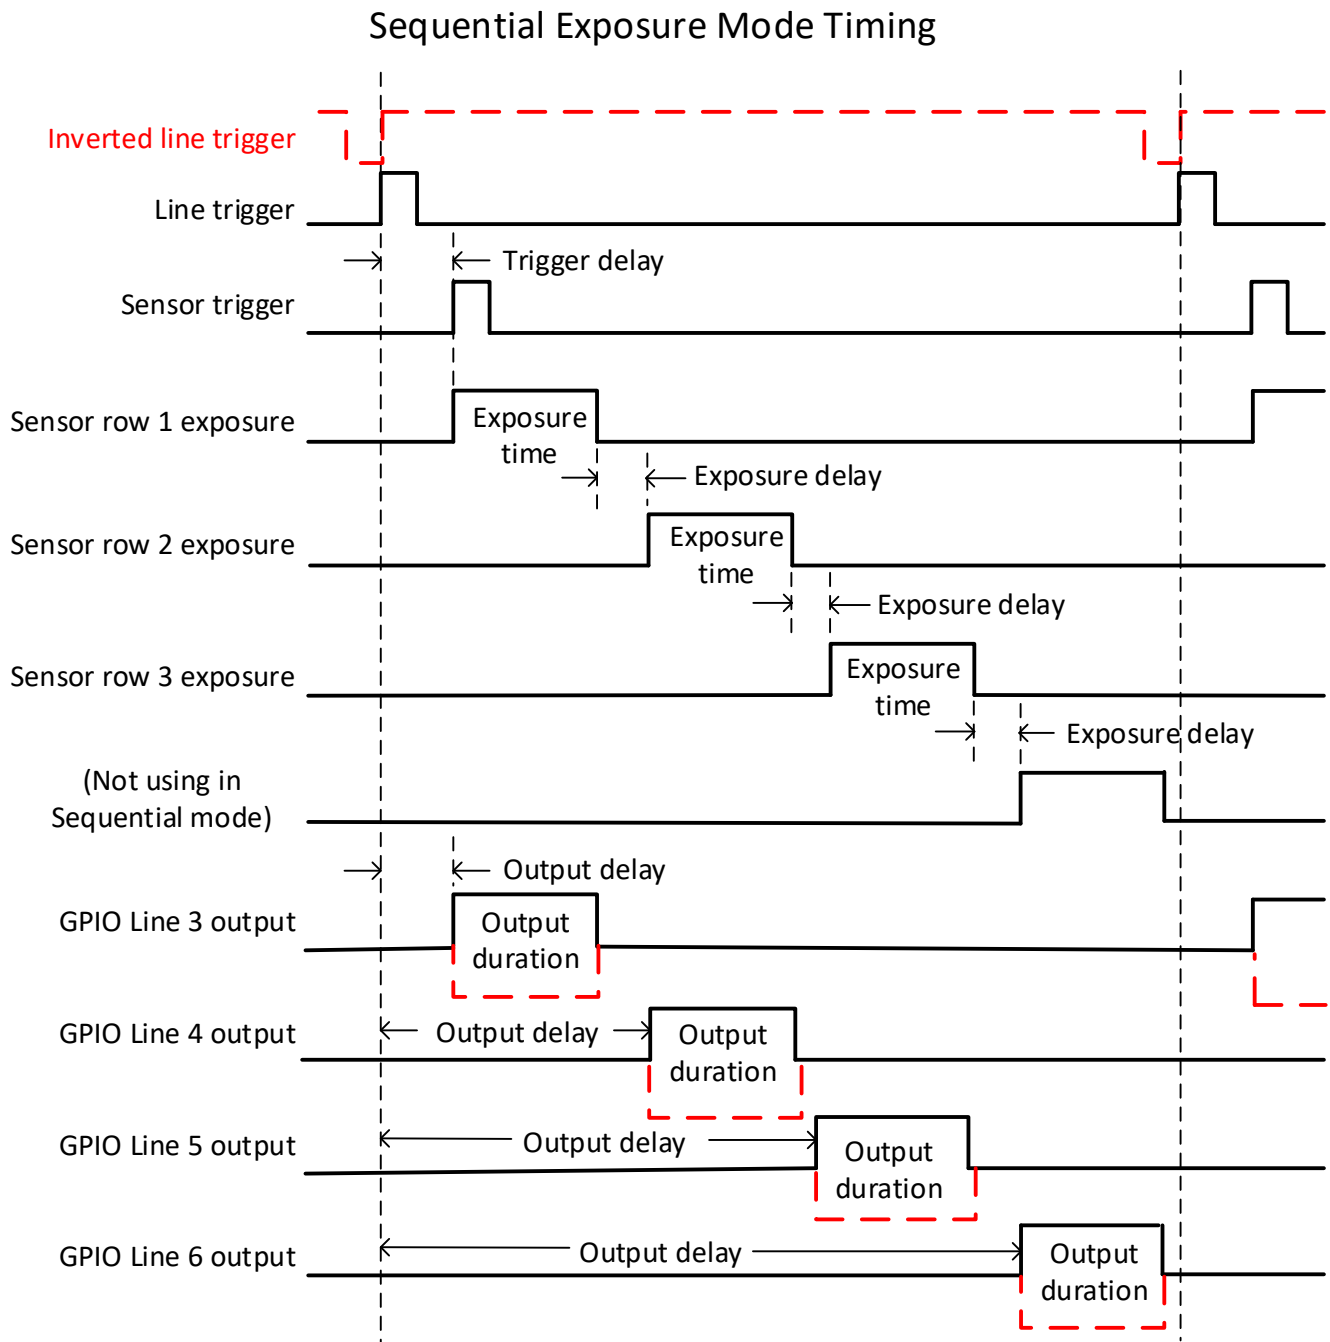 Sequential Exposure Mode Timing
Inverted line trigger
Line trigger
Trigger delay
Sensor trigger
Sensor row 1 exposure
Exposure
time
Exposure delay
Sensor row 2 exposure
Exposure
time
Exposure delay
Sensor row 3 exposure
Exposure
time
Exposure delay
(Not using in
Sequential mode)
Output delay
GPIO Line 3 output
Output
duration
GPIO Line 4 output
Output delay
Output
duration
GPIO Line 5 output
Output delay
Output
duration
GPIO Line 6 output
Output delay
Output
duration